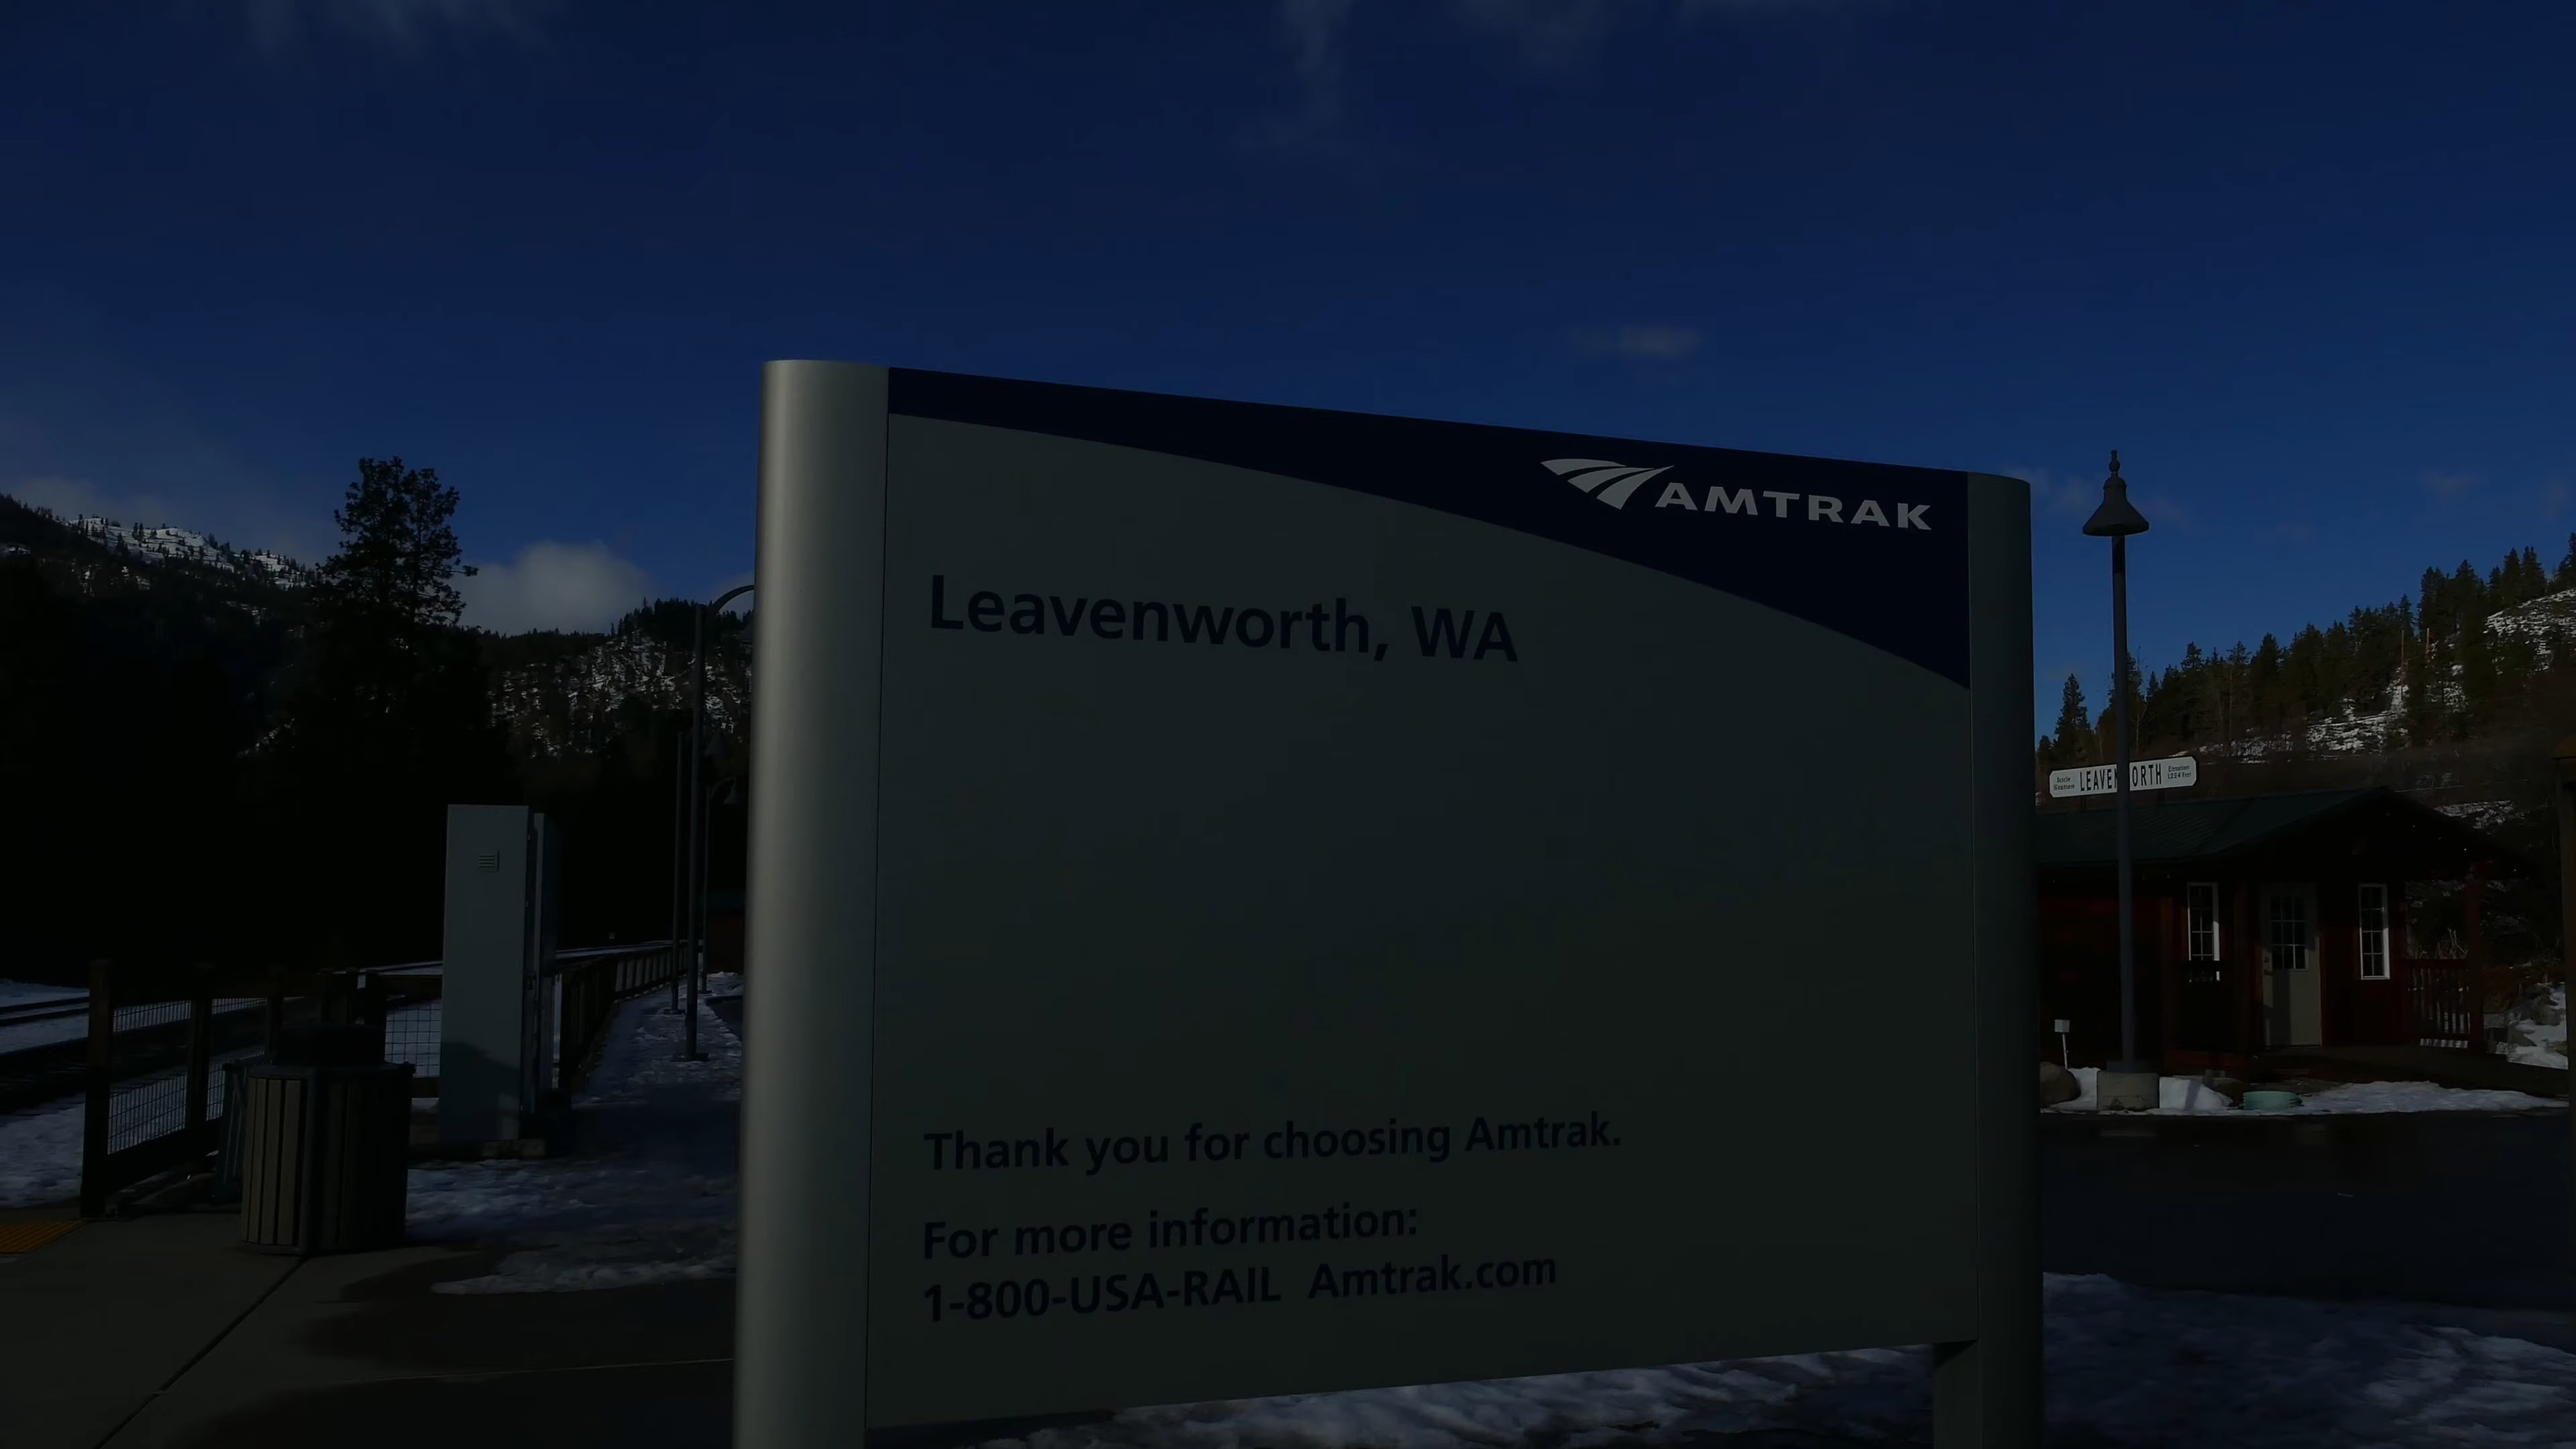 AMTRAK
Leavenworth, WA
Thank you for choosing Amtrak.
For more information:
1-800-USA-RAIL Amtrak.com